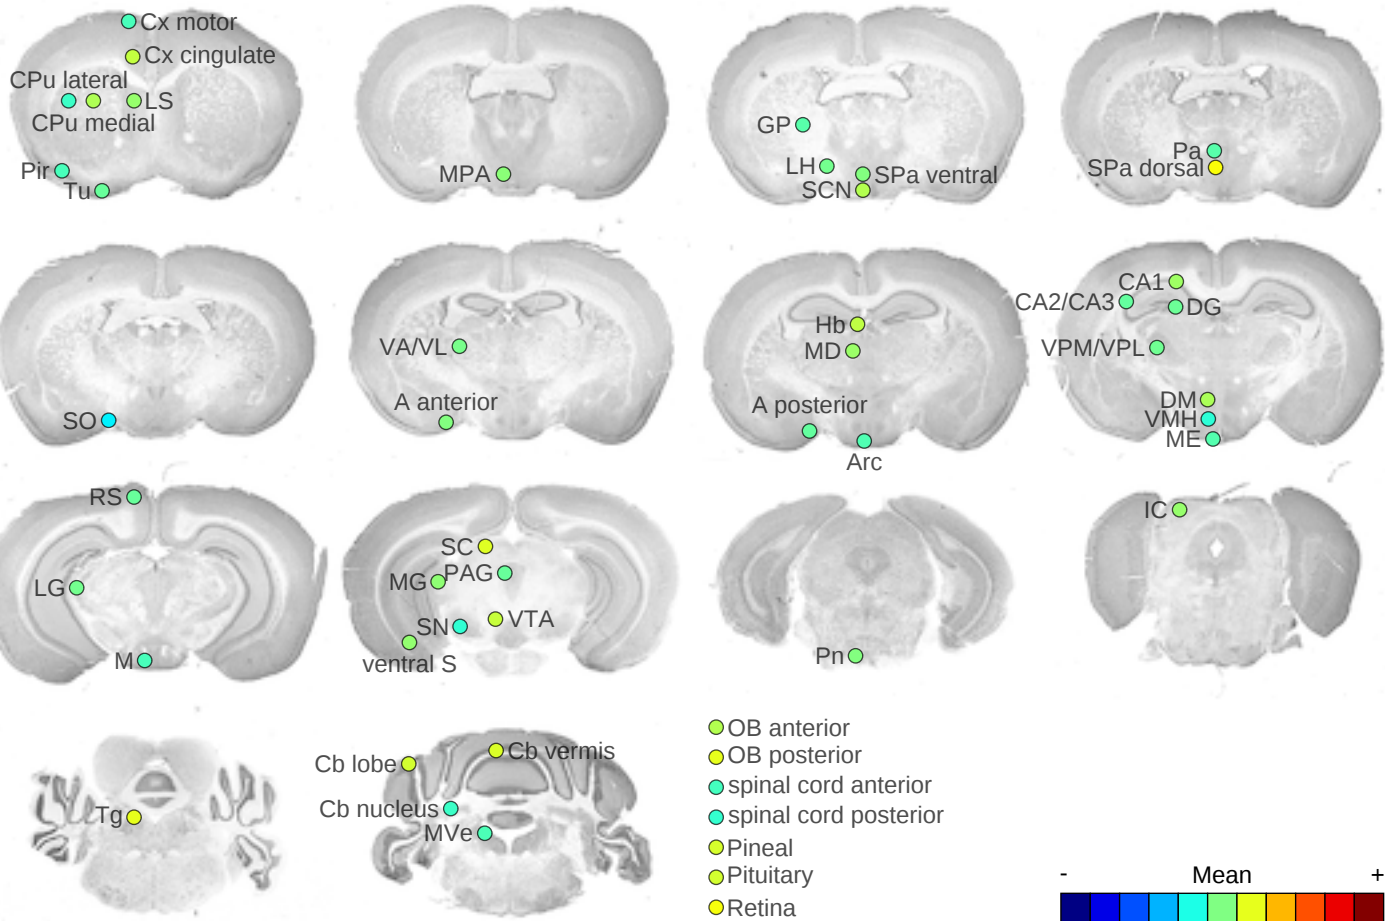 Cx motor
Cx cingulate
CPu lateral
LS
CPu medial
Pir
Tu
MPA
GP
LH
SPa ventral
SCN
Pa
SPa dorsal
SO
VA/VL
A anterior
Hb
MD
A posterior
Arc
CA1
CA2/CA3
DG
VPM/VPL
DM
VMH
ME
RS
LG
M
SC
MG
PAG
SN
VTA
ventral S
Pn
IC
Tg
Cb lobe
Cb vermis
Cb nucleus
MVe
OB anterior
OB posterior
spinal cord anterior
spinal cord posterior
Pineal
Pituitary
Retina
- Mean +